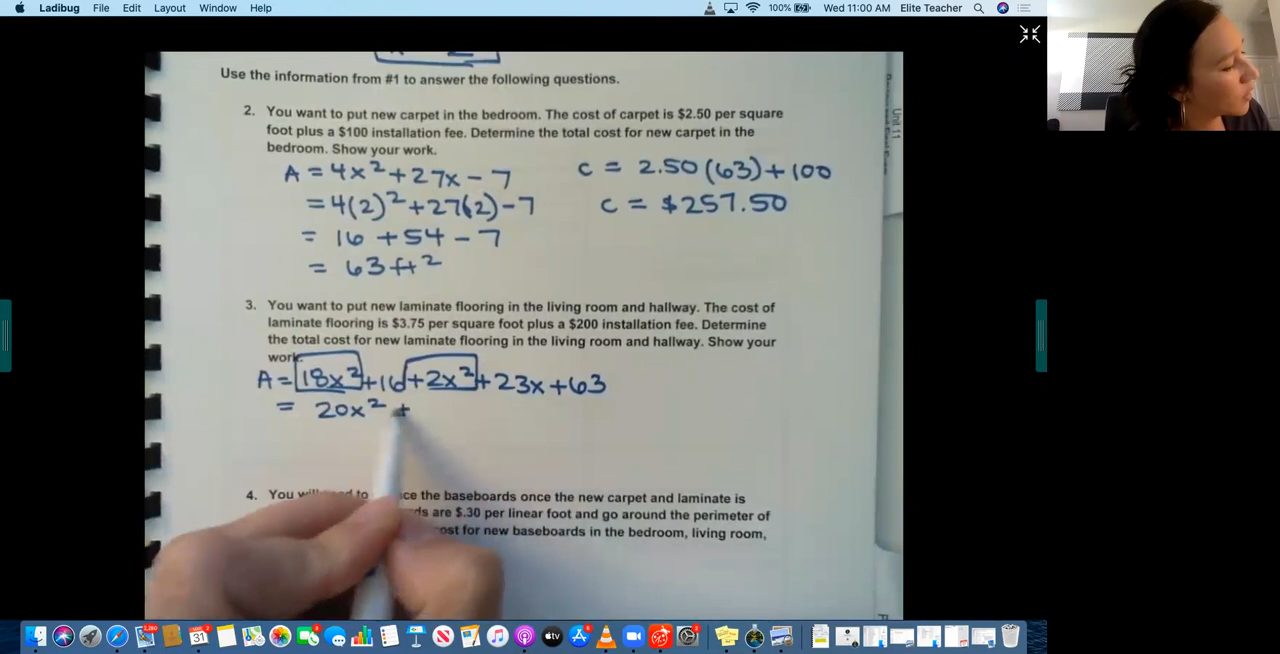 Ladibug File Edit Layout Window Help 100% Wed 11:00 AM Elite Teacher
Use the information from #1 to answer the following questions.
2. You want to put new carpet in the bedroom. The cost of carpet is $2.50 per square
foot plus a $100 installation fee. Determine the total cost for new carpet in the
bedroom. Show your work.
A = 4x² + 27x - 7
= 4(2)² + 27(2) - 7
= 16 + 54 - 7
= 63 ft²
c = 2.50 (63) + 100
c = $257.50
3. You want to put new laminate flooring in the living room and hallway. The cost of
laminate flooring is $3.75 per square foot plus a $200 installation fee. Determine
the total cost for new laminate flooring in the living room and hallway. Show your
work.
A = 18x² + 16 + 2x² + 23x + 63
= 20x² +
4. You the baseboards once the new carpet and laminate is
are $.30 per linear foot and go around the perimeter of
for new baseboards in the bedroom, living room,
Unit 11
31